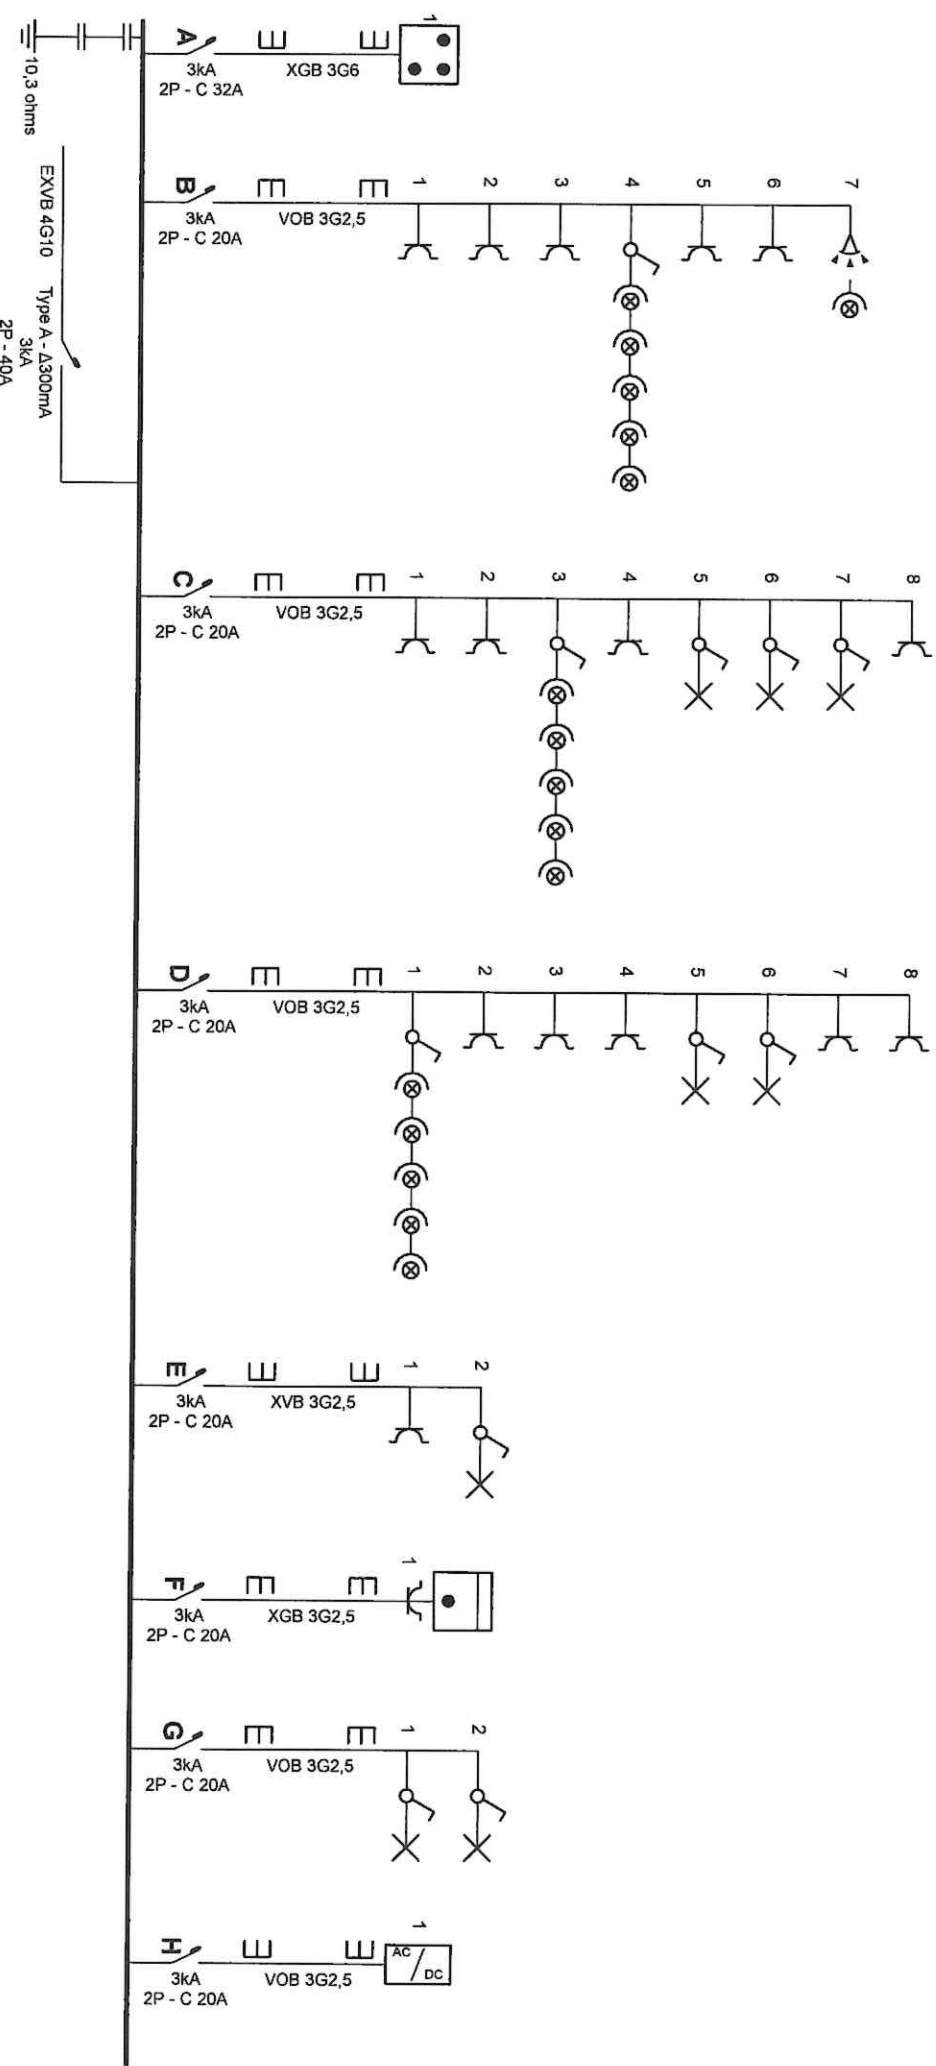 10,3 ohms
EXVB 4G10
Type A - Δ300mA
3kA
2P - 40A
A
3kA
2P - C 32A
XGB 3G6
1
B
3kA
2P - C 20A
VOB 3G2,5
1
2
3
4
5
6
7
C
3kA
2P - C 20A
VOB 3G2,5
1
2
3
4
5
6
7
8
D
3kA
2P - C 20A
VOB 3G2,5
1
2
3
4
5
6
7
8
E
3kA
2P - C 20A
XVB 3G2,5
1
2
F
3kA
2P - C 20A
XGB 3G2,5
1
G
3kA
2P - C 20A
VOB 3G2,5
1
2
H
3kA
2P - C 20A
VOB 3G2,5
1
AC
DC